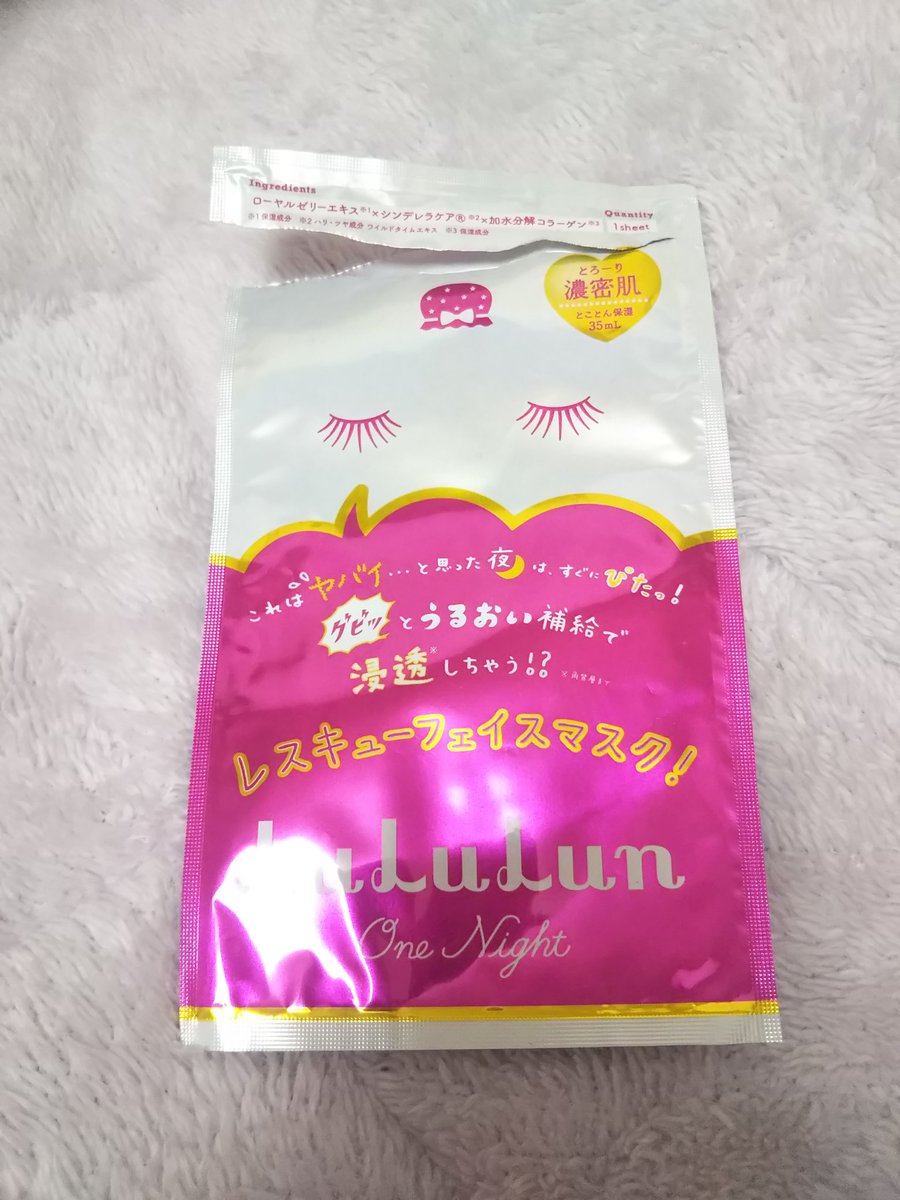 Ingredients
ローヤルゼリーエキス※1×シンデレラケア®※2×加水分解コラーゲン※3
※1 保湿成分 ※2 ハリ・ツヤ成分 ワイルドタイムエキス ※3 保湿成分
Quantity
1sheet
とろーり
濃密肌
とことん保湿
35mL
これはヤバイ…と思った夜は、すぐにぴたっ!
グビッとうるおい補給で
浸透※しちゃう!? ※角質層まで
レスキューフェイスマスク!
LuLuLun
One Night